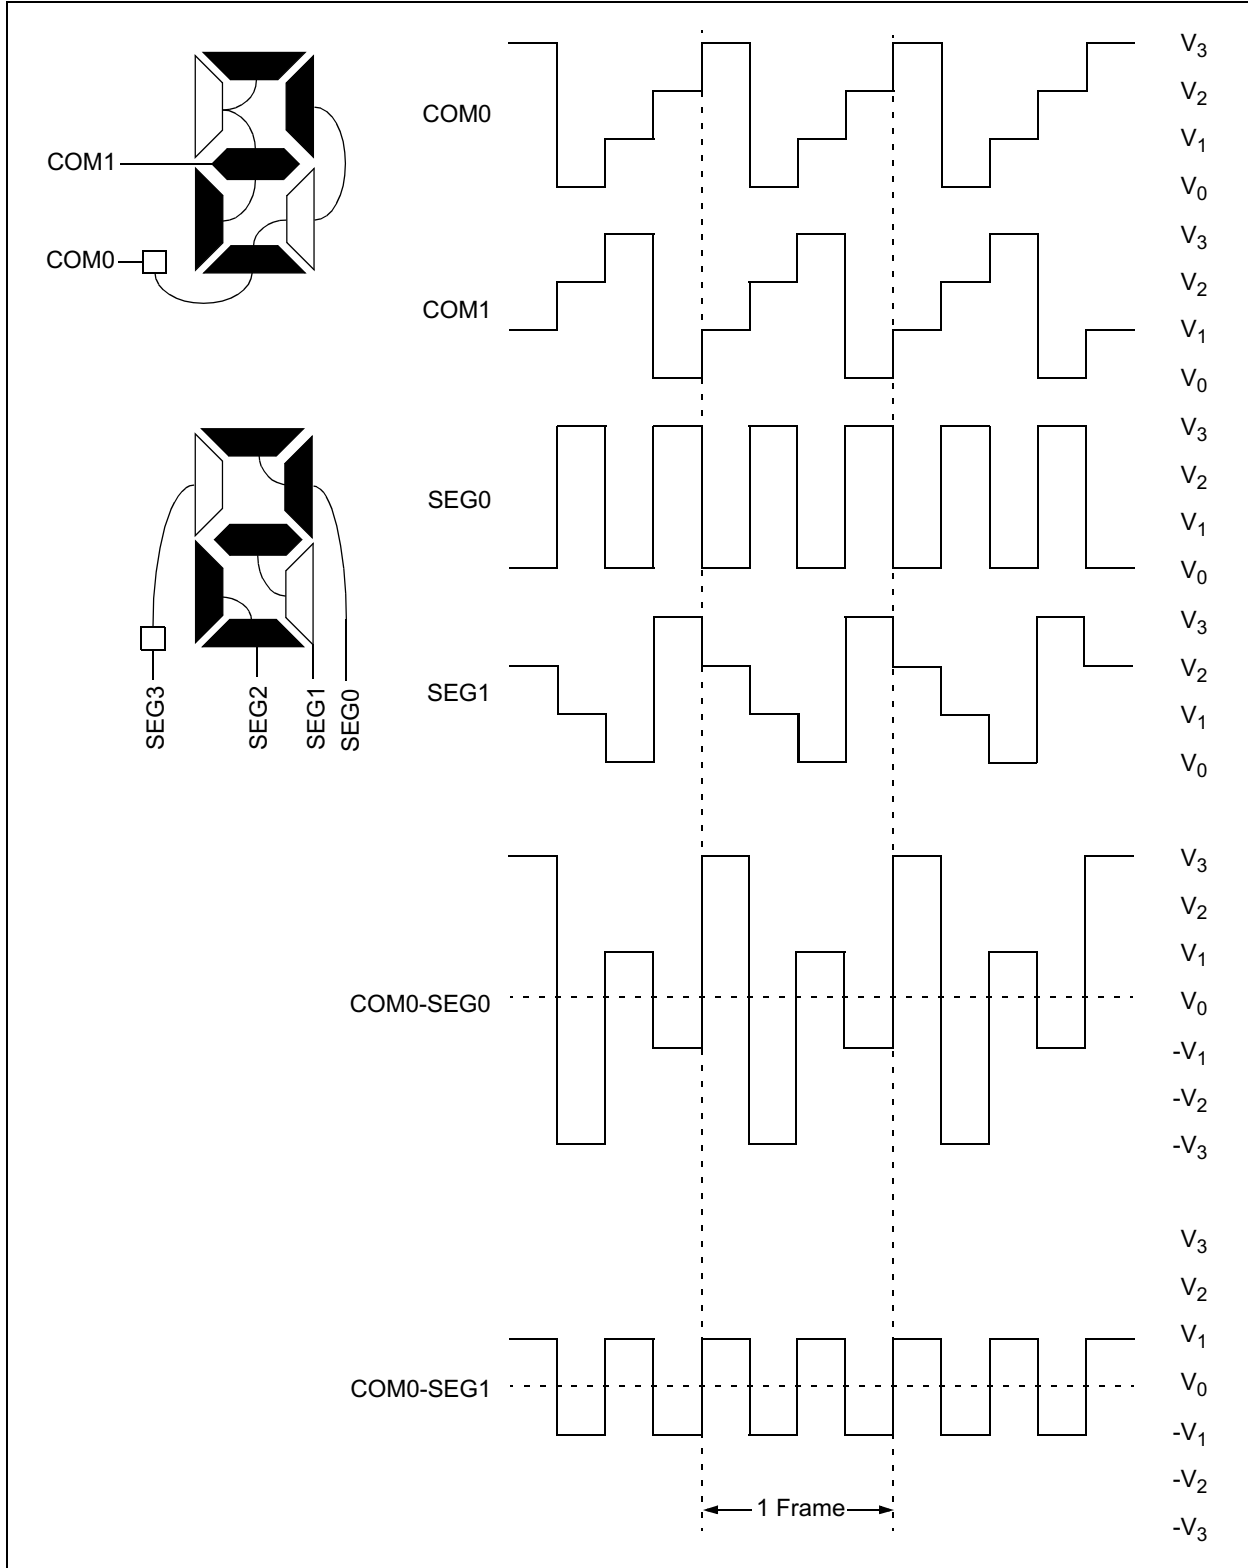 COM1
COM0
SEG3
SEG2
SEG1
SEG0
COM0
V3
V2
V1
V0
COM1
V3
V2
V1
V0
SEG0
V3
V2
V1
V0
SEG1
V3
V2
V1
V0
COM0-SEG0
V3
V2
V1
V0
-V1
-V2
-V3
COM0-SEG1
V3
V2
V1
V0
-V1
-V2
-V3
1 Frame